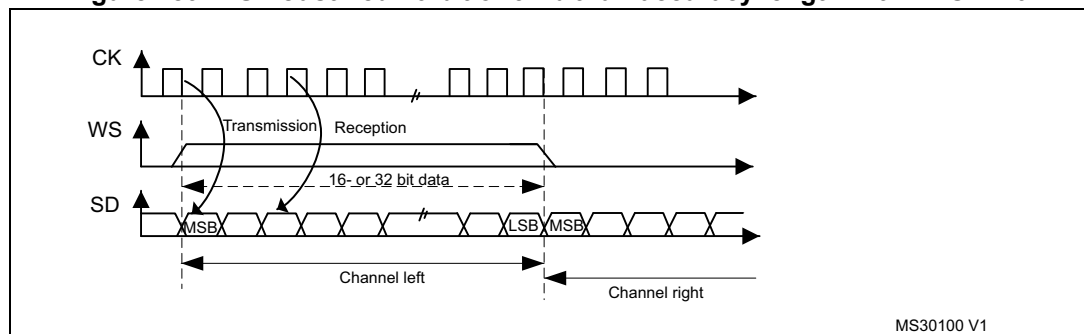 CK
Transmission
Reception
WS
16- or 32 bit data
SD
MSB
LSB
MSB
Channel left
Channel right
MS30100 V1